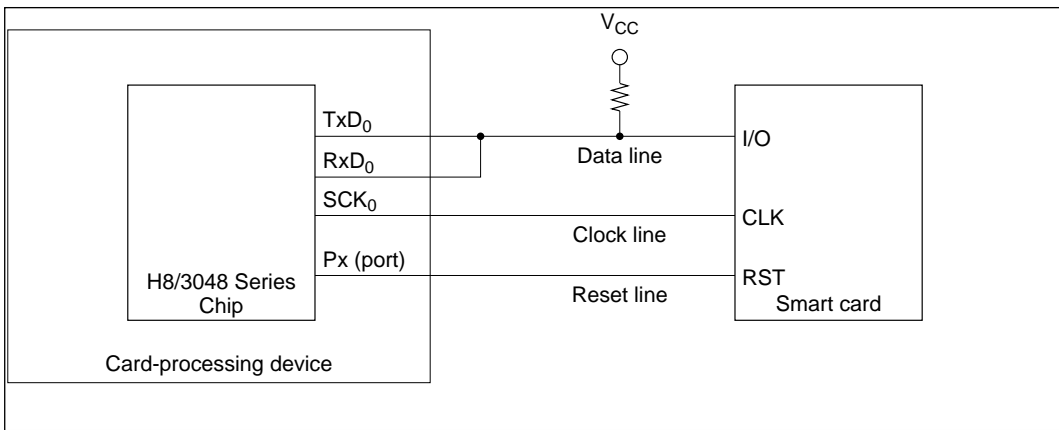 V_CC
TxD_0
RxD_0
SCK_0
Px (port)
H8/3048 Series
Chip
Card-processing device
Data line
Clock line
Reset line
I/O
CLK
RST
Smart card